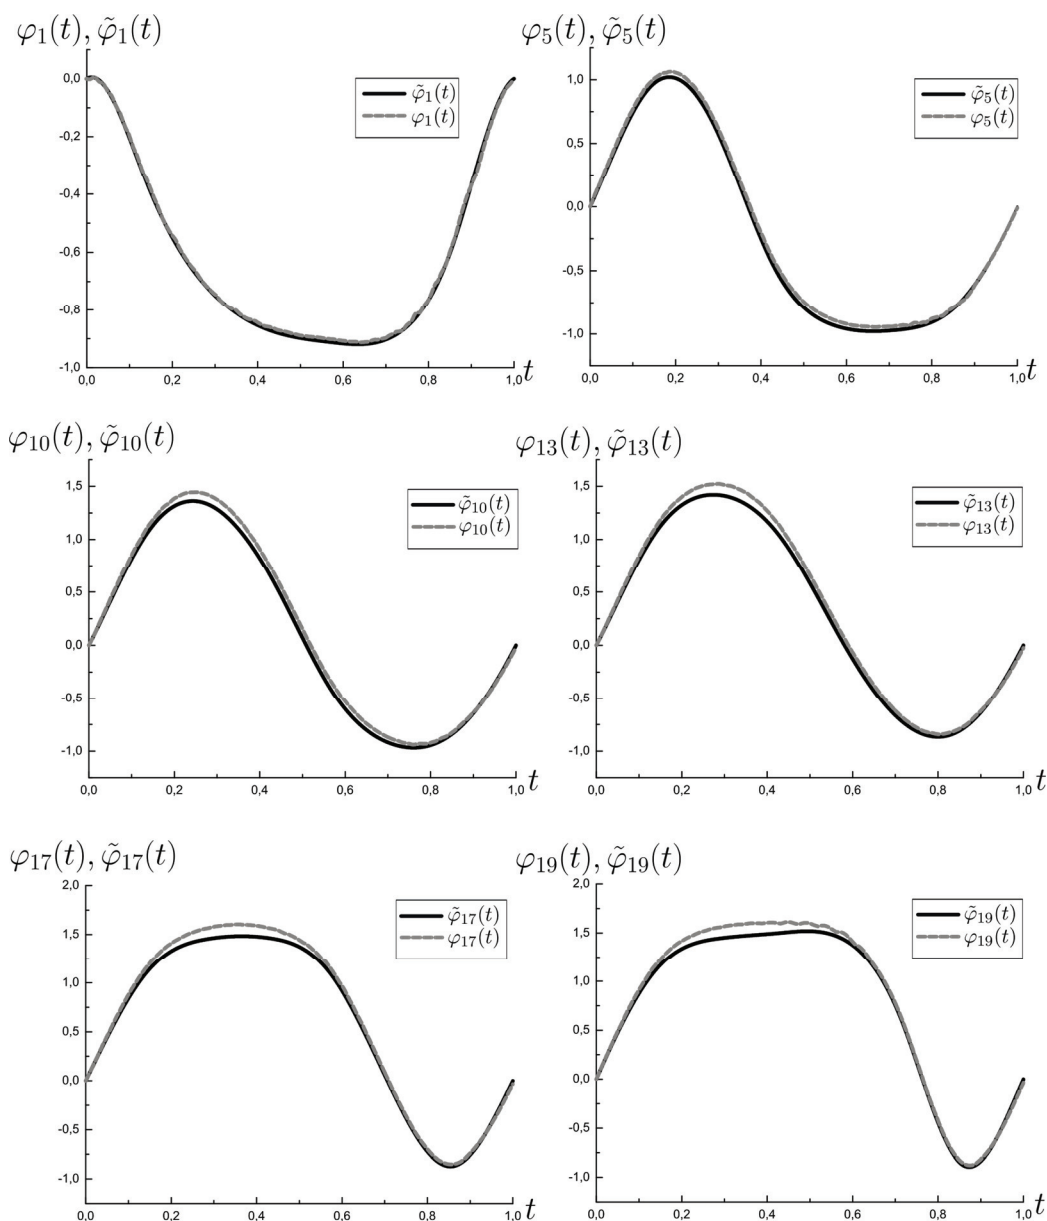 φ₁(t), φ̃₁(t)
φ̃₁(t)
φ₁(t)
0,0
-0,2
-0,4
-0,6
-0,8
-1,0
0,0 0,2 0,4 0,6 0,8 1,0 t
φ₅(t), φ̃₅(t)
φ̃₅(t)
φ₅(t)
1,0
0,5
0,0
-0,5
-1,0
0,0 0,2 0,4 0,6 0,8 1,0 t
φ₁₀(t), φ̃₁₀(t)
φ̃₁₀(t)
φ₁₀(t)
1,5
1,0
0,5
0,0
-0,5
-1,0
0,0 0,2 0,4 0,6 0,8 1,0 t
φ₁₃(t), φ̃₁₃(t)
φ̃₁₃(t)
φ₁₃(t)
1,5
1,0
0,5
0,0
-0,5
-1,0
0,0 0,2 0,4 0,6 0,8 1,0 t
φ₁₇(t), φ̃₁₇(t)
φ̃₁₇(t)
φ₁₇(t)
2,0
1,5
1,0
0,5
0,0
-0,5
-1,0
0,0 0,2 0,4 0,6 0,8 1,0 t
φ₁₉(t), φ̃₁₉(t)
φ̃₁₉(t)
φ₁₉(t)
2,0
1,5
1,0
0,5
0,0
-0,5
-1,0
0,0 0,2 0,4 0,6 0,8 1,0 t